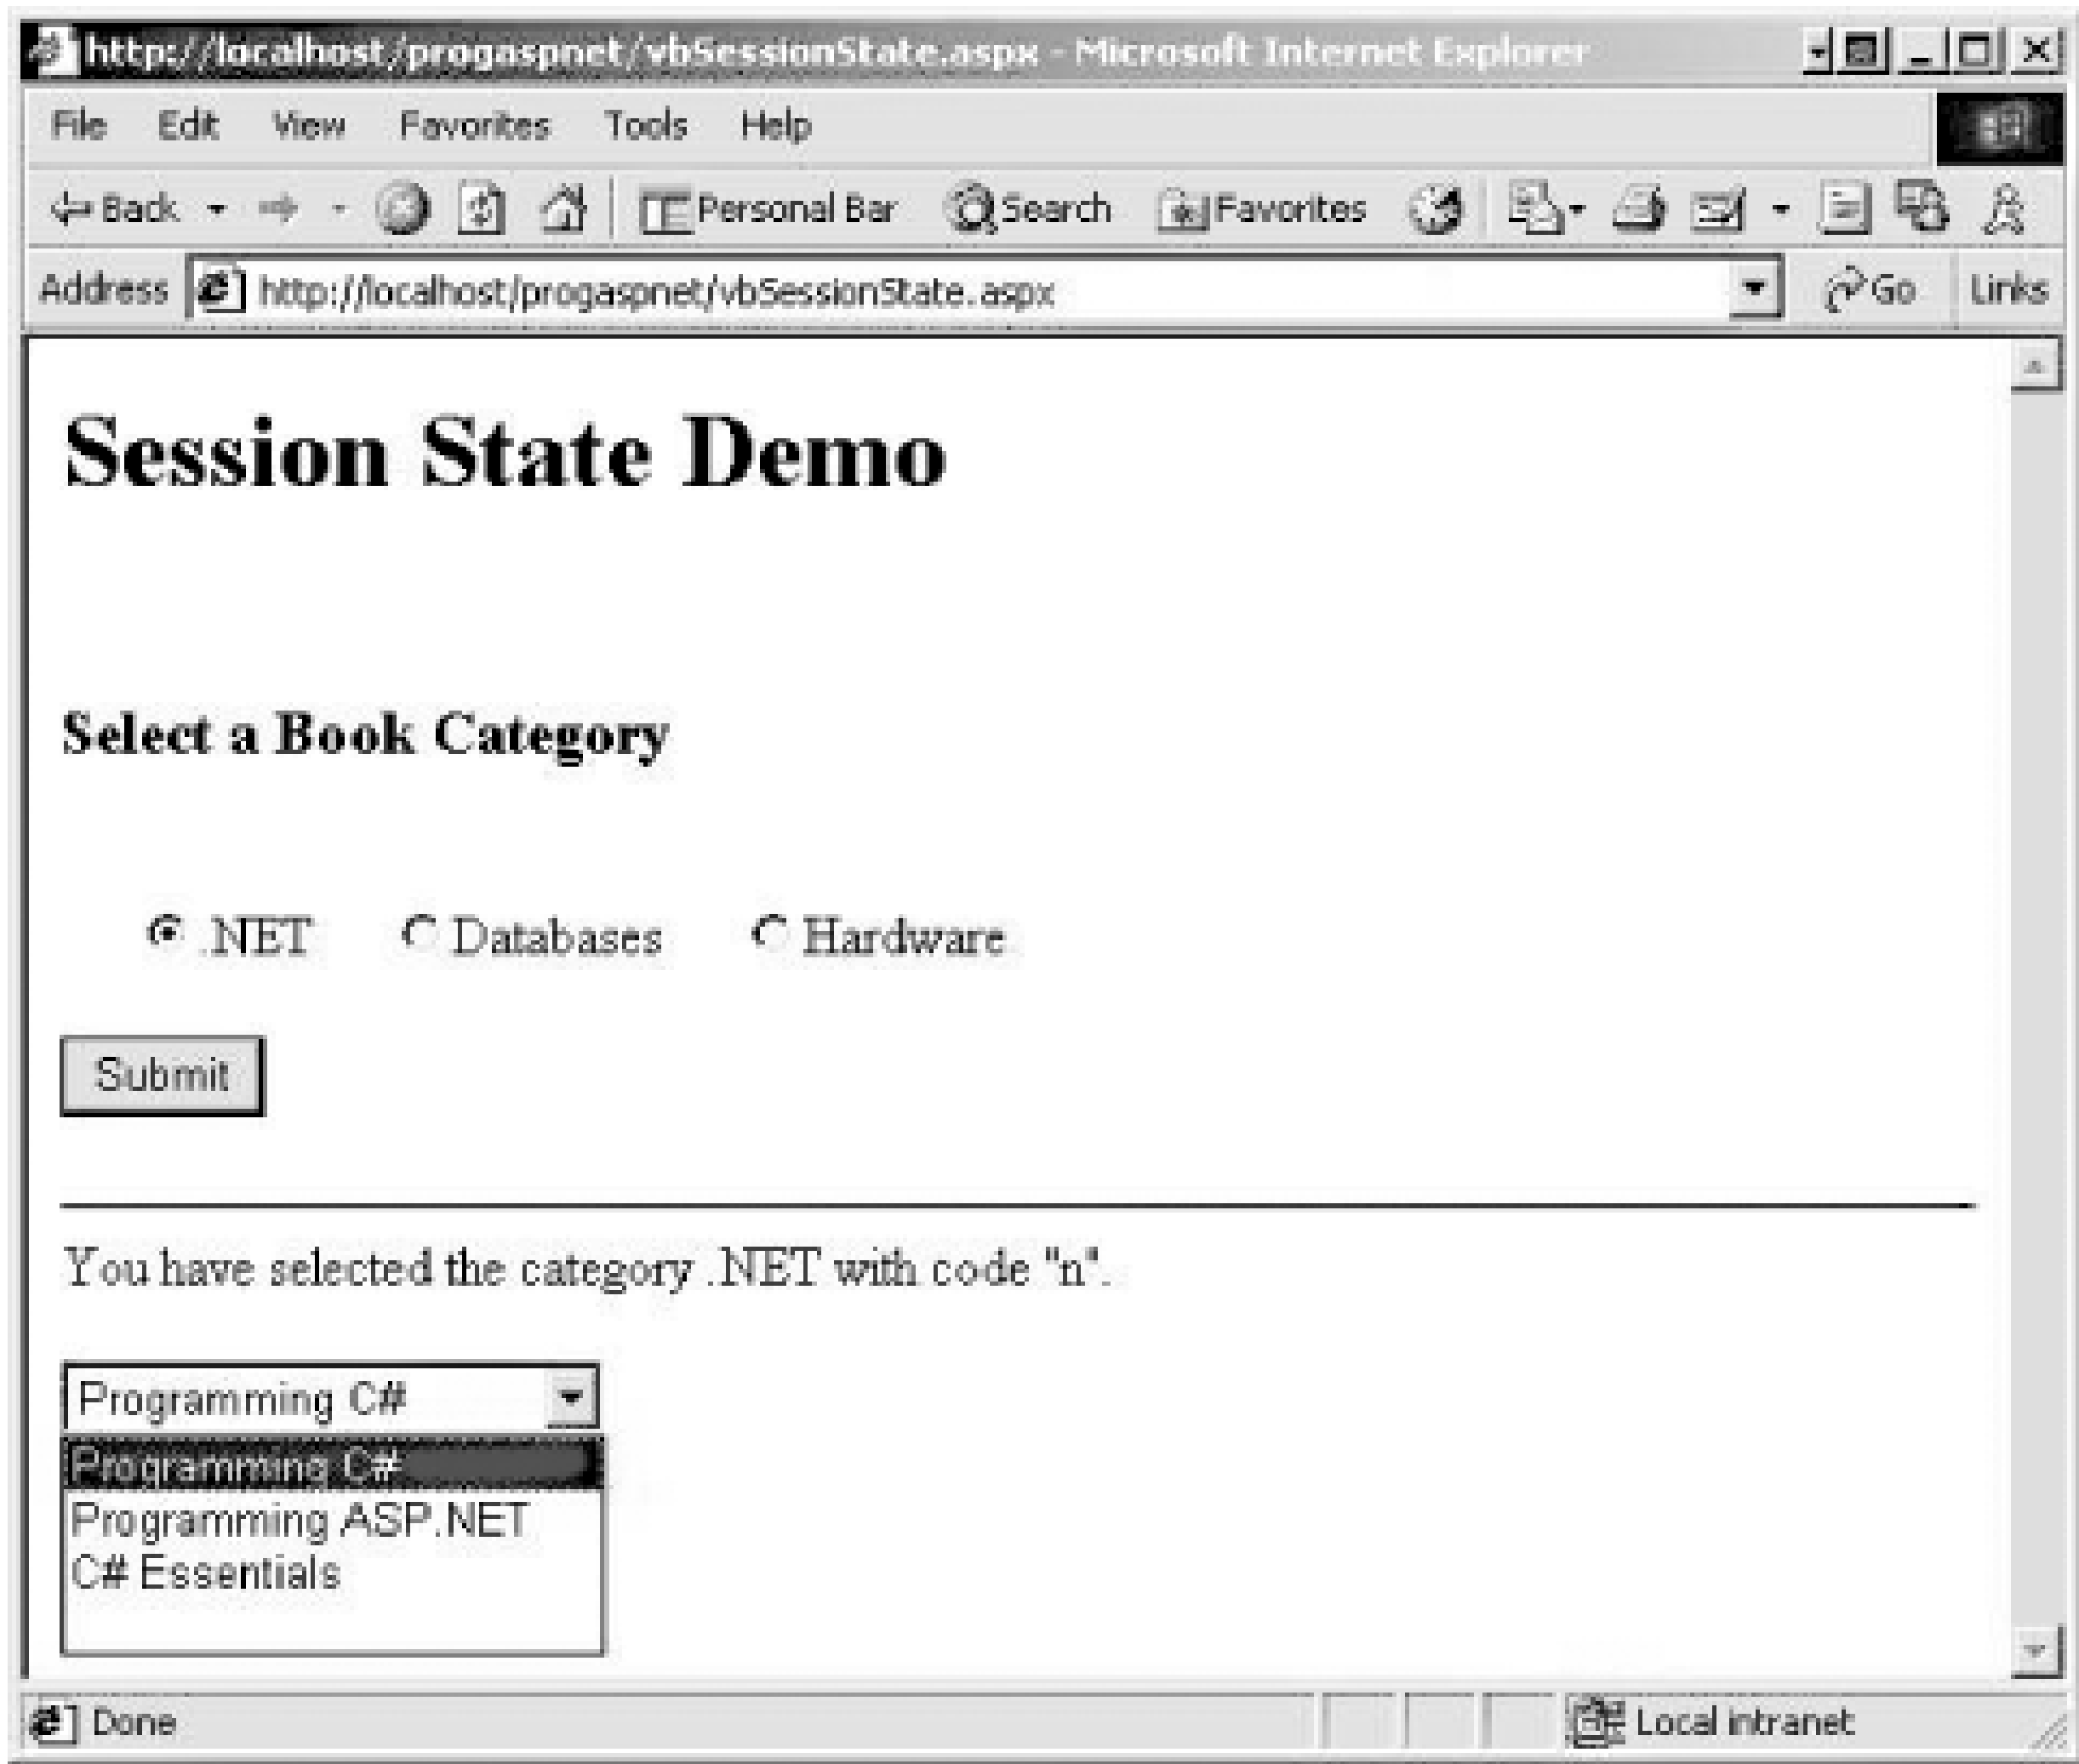 http://localhost/progaspnet/vbSessionState.aspx - Microsoft Internet Explorer
File Edit View Favorites Tools Help
Back Personal Bar Search Favorites
Address http://localhost/progaspnet/vbSessionState.aspx Go Links
Session State Demo
Select a Book Category
.NET Databases Hardware
Submit
You have selected the category .NET with code "n".
Programming C#
Programming C#
Programming ASP.NET
C# Essentials
Done Local intranet